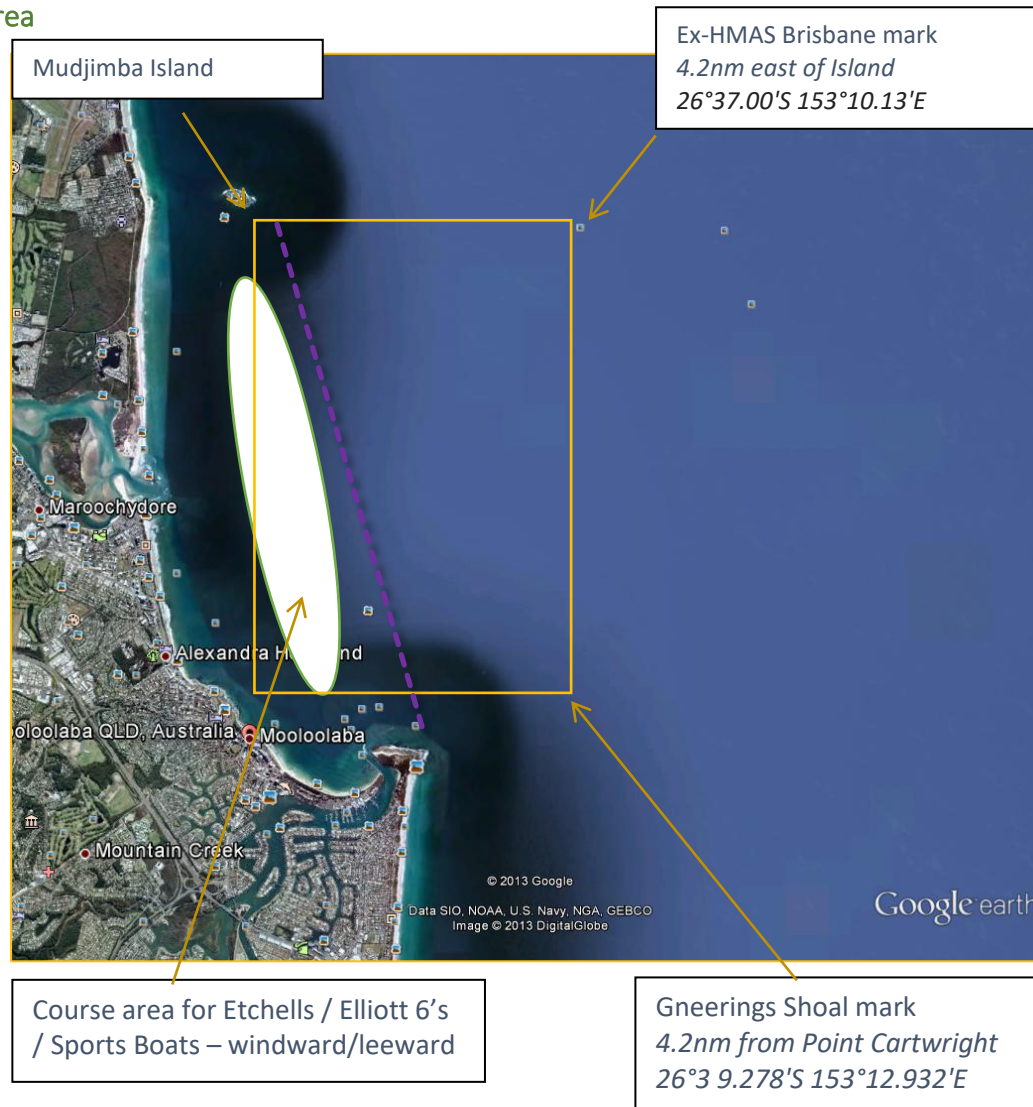 rea
Mudjimba Island
Ex-HMAS Brisbane mark
4.2nm east of Island
26°37.00'S 153°10.13'E
Maroochydore
Alexandra H nd
oloolaba QLD, Australia
Mooloolaba
Mountain Creek
© 2013 Google
Data SIO, NOAA, U.S. Navy, NGA, GEBCO
Image © 2013 DigitalGlobe
Google earth
Course area for Etchells / Elliott 6's
/ Sports Boats – windward/leeward
Gneerings Shoal mark
4.2nm from Point Cartwright
26°3 9.278'S 153°12.932'E